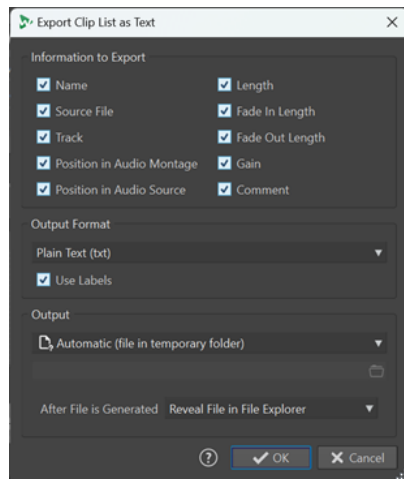 Export Clip List as Text
Information to Export
Name
Length
Source File
Fade In Length
Track
Fade Out Length
Position in Audio Montage
Gain
Position in Audio Source
Comment
Output Format
Plain Text (txt)
Use Labels
Output
Automatic (file in temporary folder)
After File is Generated Reveal File in File Explorer
OK
Cancel